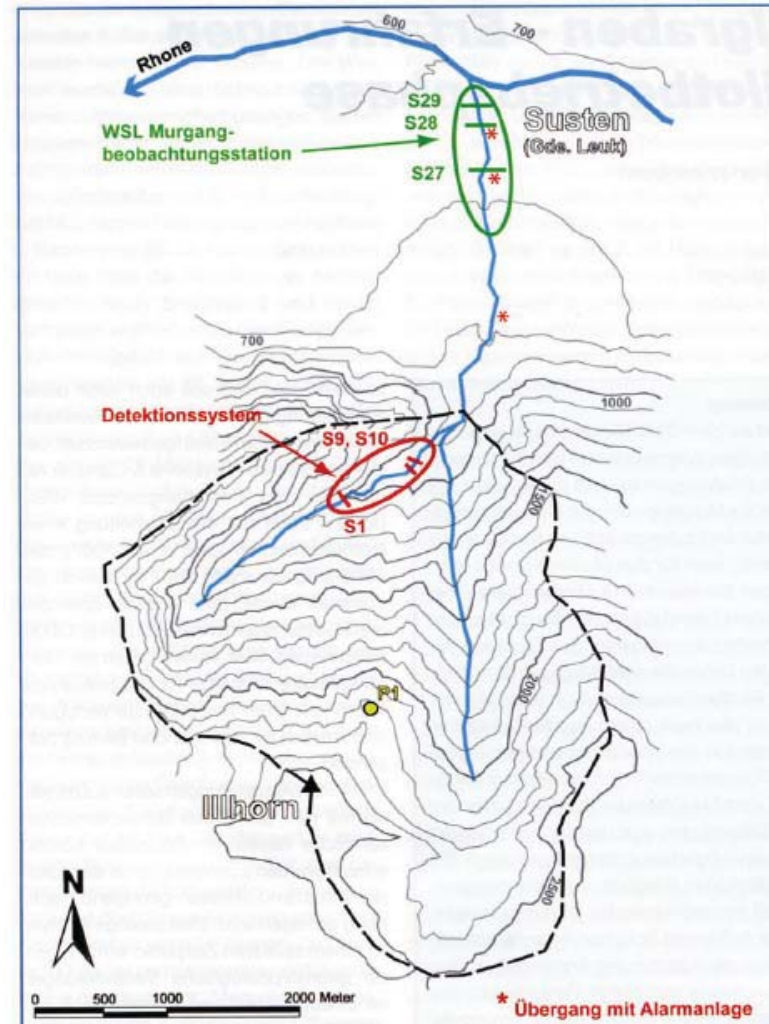 600
700
Rhone
S29
S28
WSL Murgang-
beobachtungsstation
Susten
(Gde. Leuk)
S27
700
1000
Detektionssystem
S9, S10
1500
S1
2000
P1
Illhorn
2500
N
0 500 1000 2000 Meter
* Übergang mit Alarmanlage